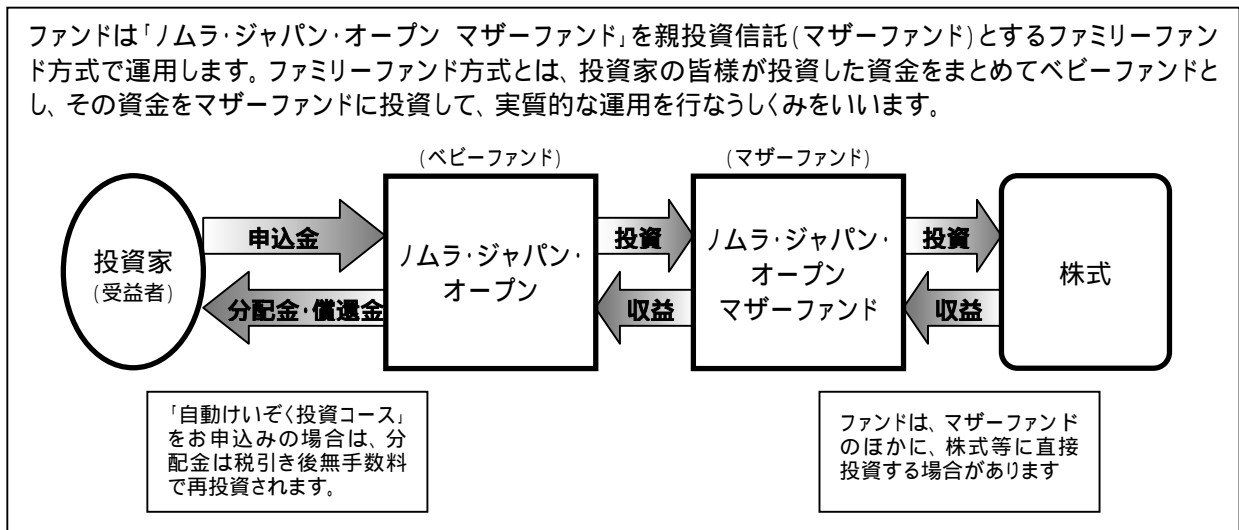 ファンドは「ノムラ・ジャパン・オープン マザーファンド」を親投資信託(マザーファンド)とするファミリーファン
ド方式で運用します。ファミリーファンド方式とは、投資家の皆様が投資した資金をまとめてベビーファンドと
し、その資金をマザーファンドに投資して、実質的な運用を行なうしくみをいいます。
(ベビーファンド)
(マザーファンド)
投資家
(受益者)
申込金
分配金・償還金
ノムラ・ジャパン・
オープン
投資
収益
ノムラ・ジャパン・
オープン
マザーファンド
投資
収益
株式
「自動けいぞく投資コース」
をお申込みの場合は、分
配金は税引き後無手数料
で再投資されます。
ファンドは、マザーファンド
のほかに、株式等に直接
投資する場合があります